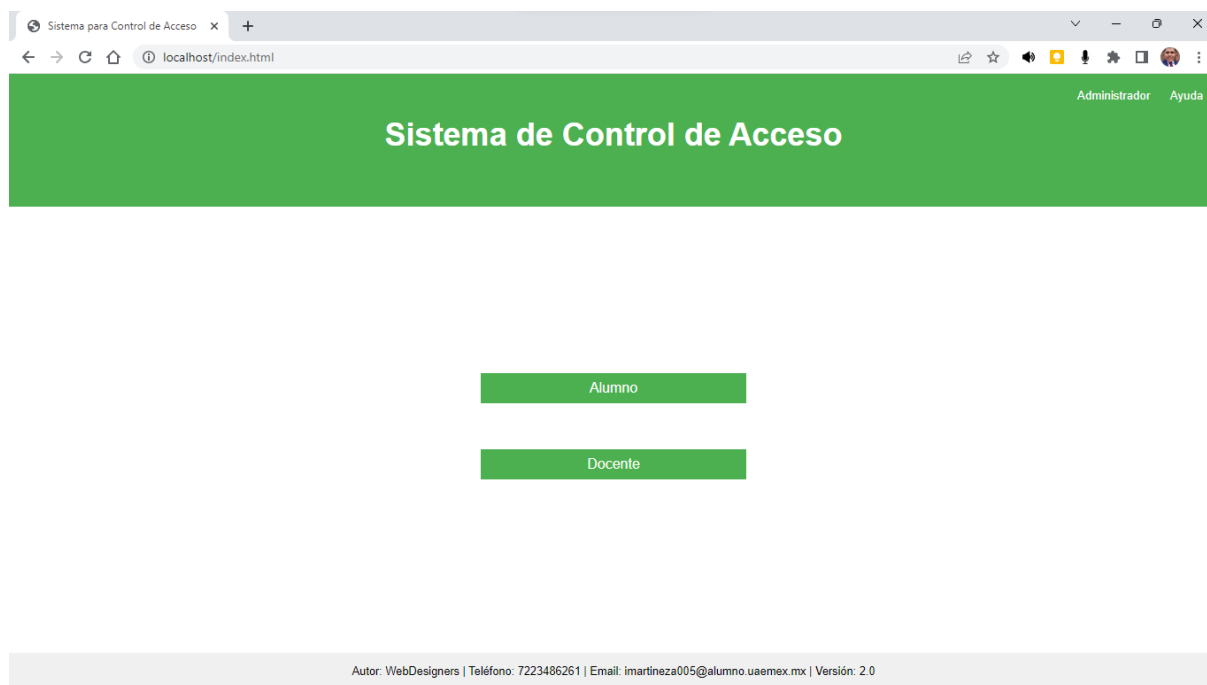 Sistema para Control de Acceso
localhost/index.html
Administrador Ayuda
Sistema de Control de Acceso
Alumno
Docente
Autor: WebDesigners | Teléfono: 7223486261 | Email: imartineza005@alumno.uaemex.mx | Versión: 2.0